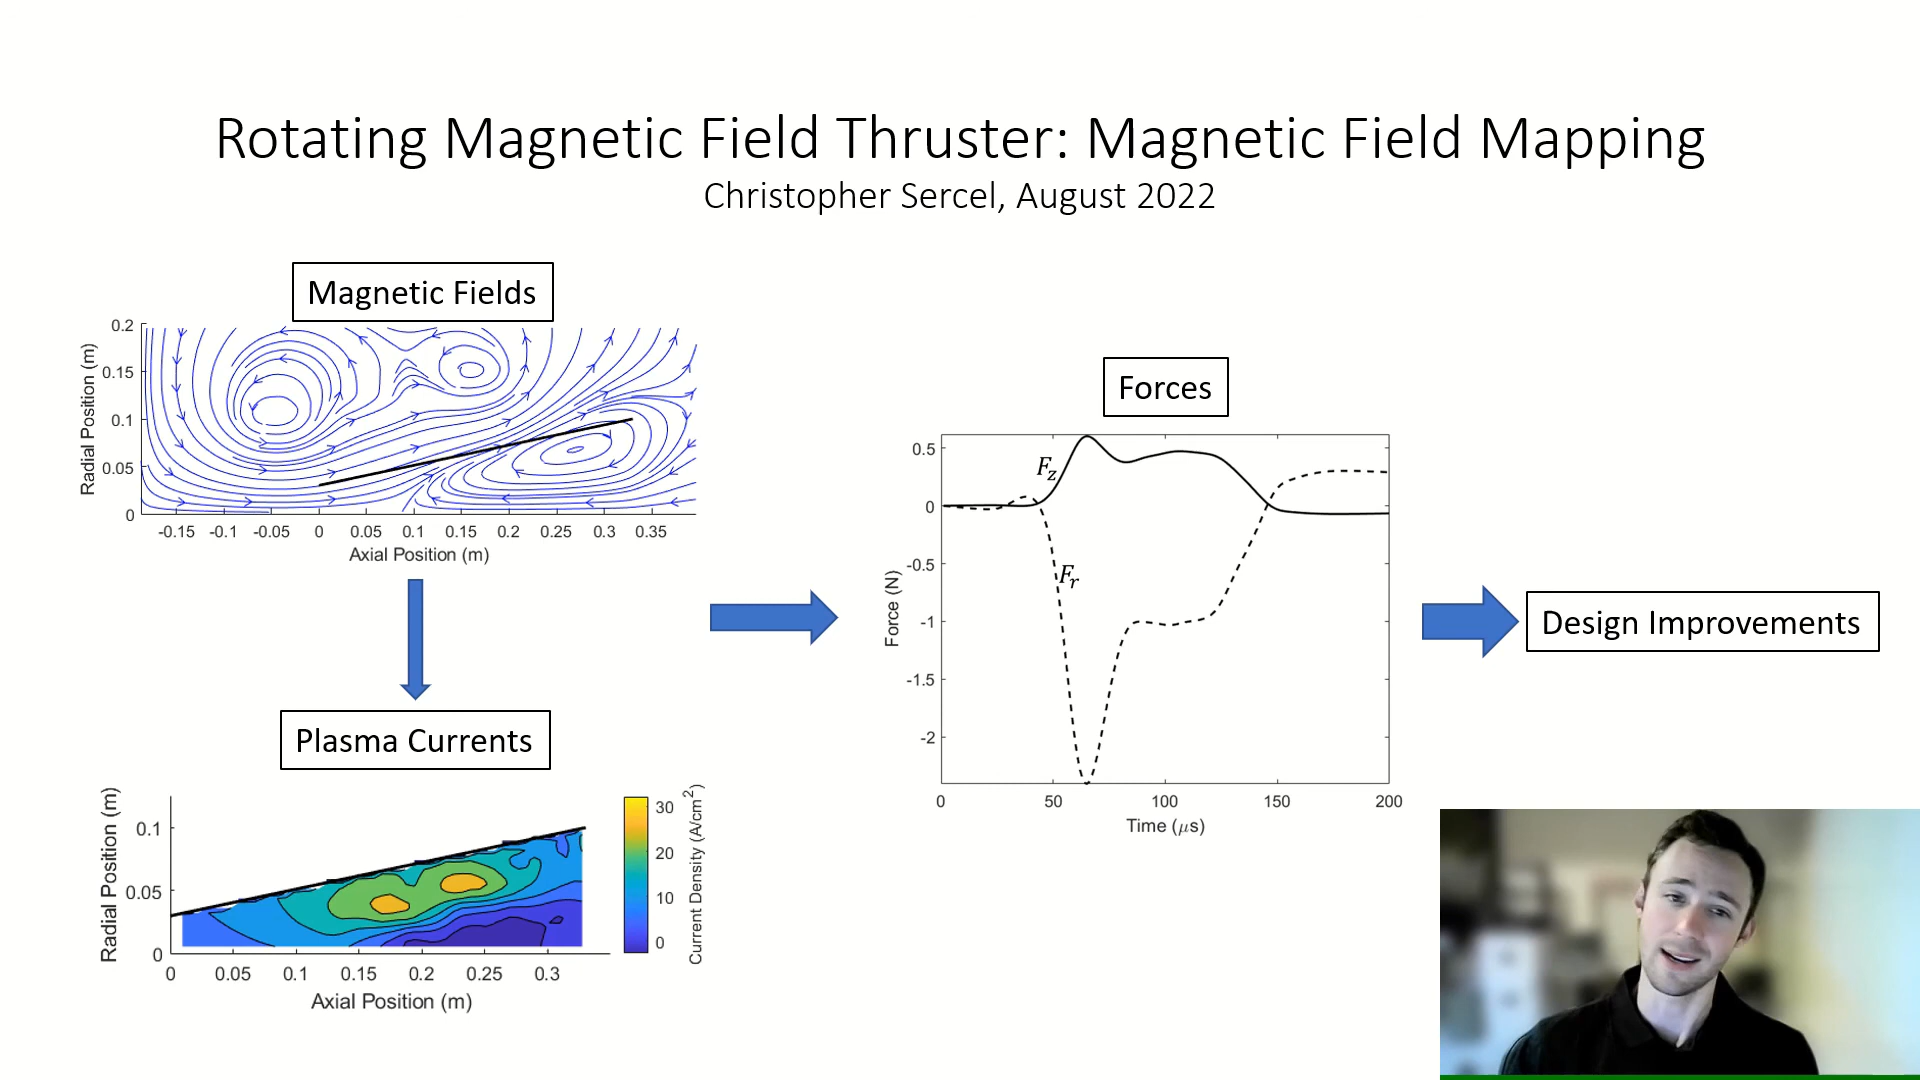 Rotating Magnetic Field Thruster: Magnetic Field Mapping
Christopher Sercel, August 2022
Magnetic Fields
Radial Position (m)
0.2
0.15
0.1
0.05
0
-0.15 -0.1 -0.05 0 0.05 0.1 0.15 0.2 0.25 0.3 0.35
Axial Position (m)
Plasma Currents
Radial Position (m)
0.1
0.05
0
0 0.05 0.1 0.15 0.2 0.25 0.3
Axial Position (m)
30
20
10
0
Current Density (A/cm²)
Forces
Force (N)
0.5
0
-0.5
-1
-1.5
-2
F_z
F_r
0 50 100 150 200
Time (μs)
Design Improvements